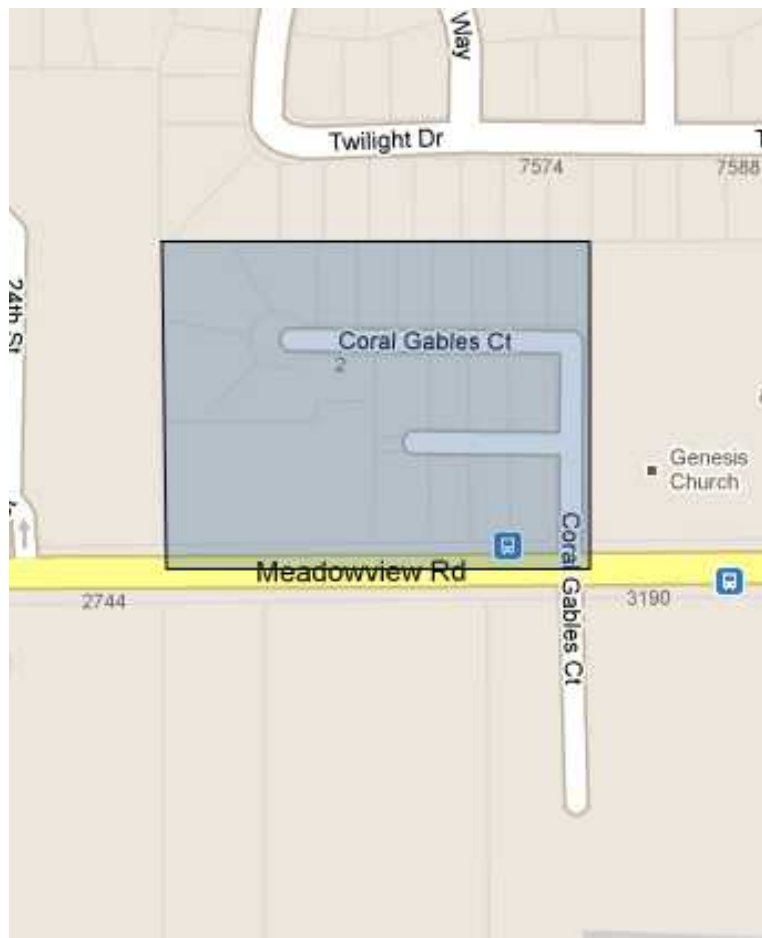 Way
Twilight Dr
7574
7588
24th St
Coral Gables Ct
2
Genesis
Church
Coral Gables Ct
Meadowview Rd
2744
3190